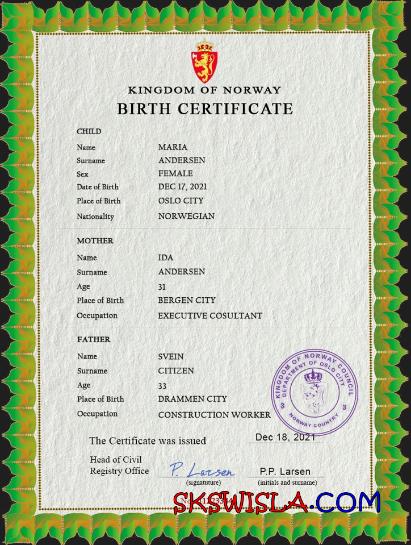 KINGDOM OF NORWAY
BIRTH CERTIFICATE
CHILD
Name MARIA
Surname ANDERSEN
Sex FEMALE
Date of Birth DEC 17, 2021
Place of Birth OSLO CITY
Nationality NORWEGIAN
MOTHER
Name IDA
Surname ANDERSEN
Age 31
Place of Birth BERGEN CITY
Occupation EXECUTIVE COSULTANT
FATHER
Name SVEIN
Surname CITIZEN
Age 33
Place of Birth DRAMMEN CITY
Occupation CONSTRUCTION WORKER
KINGDOM OF NORWAY COUNCIL
DEPARTMENT OF OSLO CITY
NORWAY COUNTRY
The Certificate was issued Dec 18, 2021
Head of Civil
Registry Office P. Larsen P.P. Larsen
(initials and surname)
SKSWISLA.COM